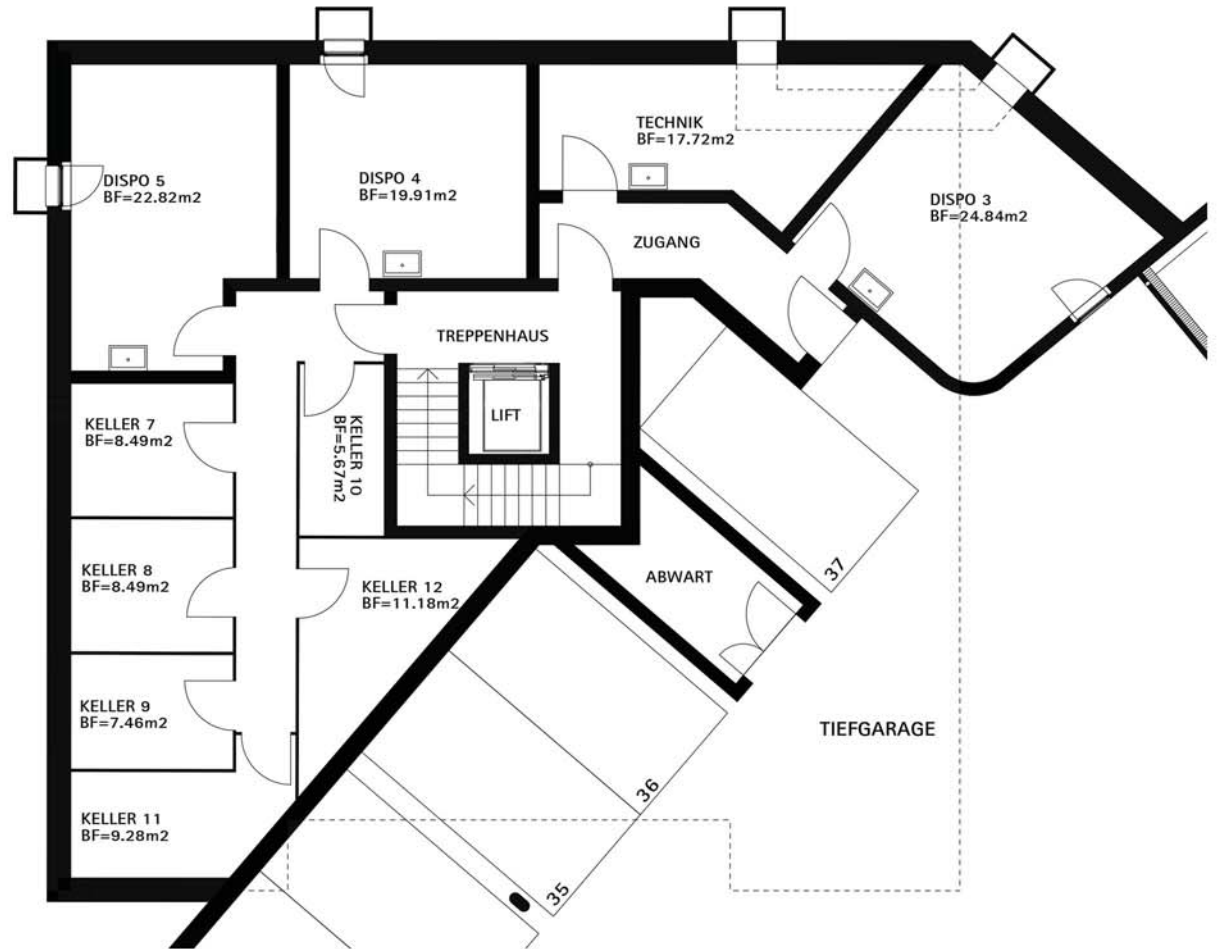 TECHNIK
BF=17.72m2
DISPO 5
BF=22.82m2
DISPO 4
BF=19.91m2
DISPO 3
BF=24.84m2
ZUGANG
TREPPENHAUS
LIFT
KELLER 7
BF=8.49m2
KELLER 10
BF=5.67m2
KELLER 8
BF=8.49m2
KELLER 12
BF=11.18m2
ABWART
37
KELLER 9
BF=7.46m2
TIEFGARAGE
36
KELLER 11
BF=9.28m2
35